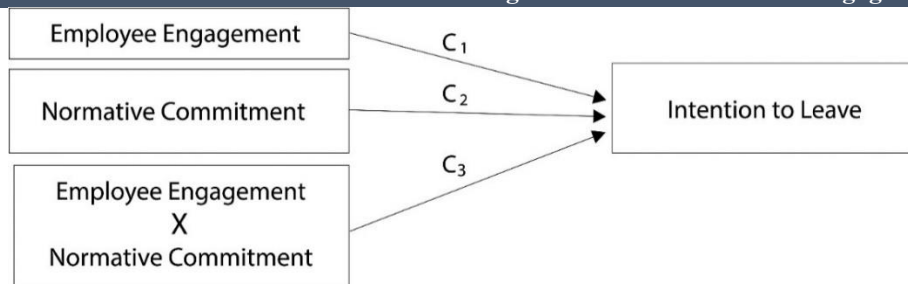 Employee Engagement
C1
Normative Commitment
C2
Intention to Leave
C3
Employee Engagement
X
Normative Commitment